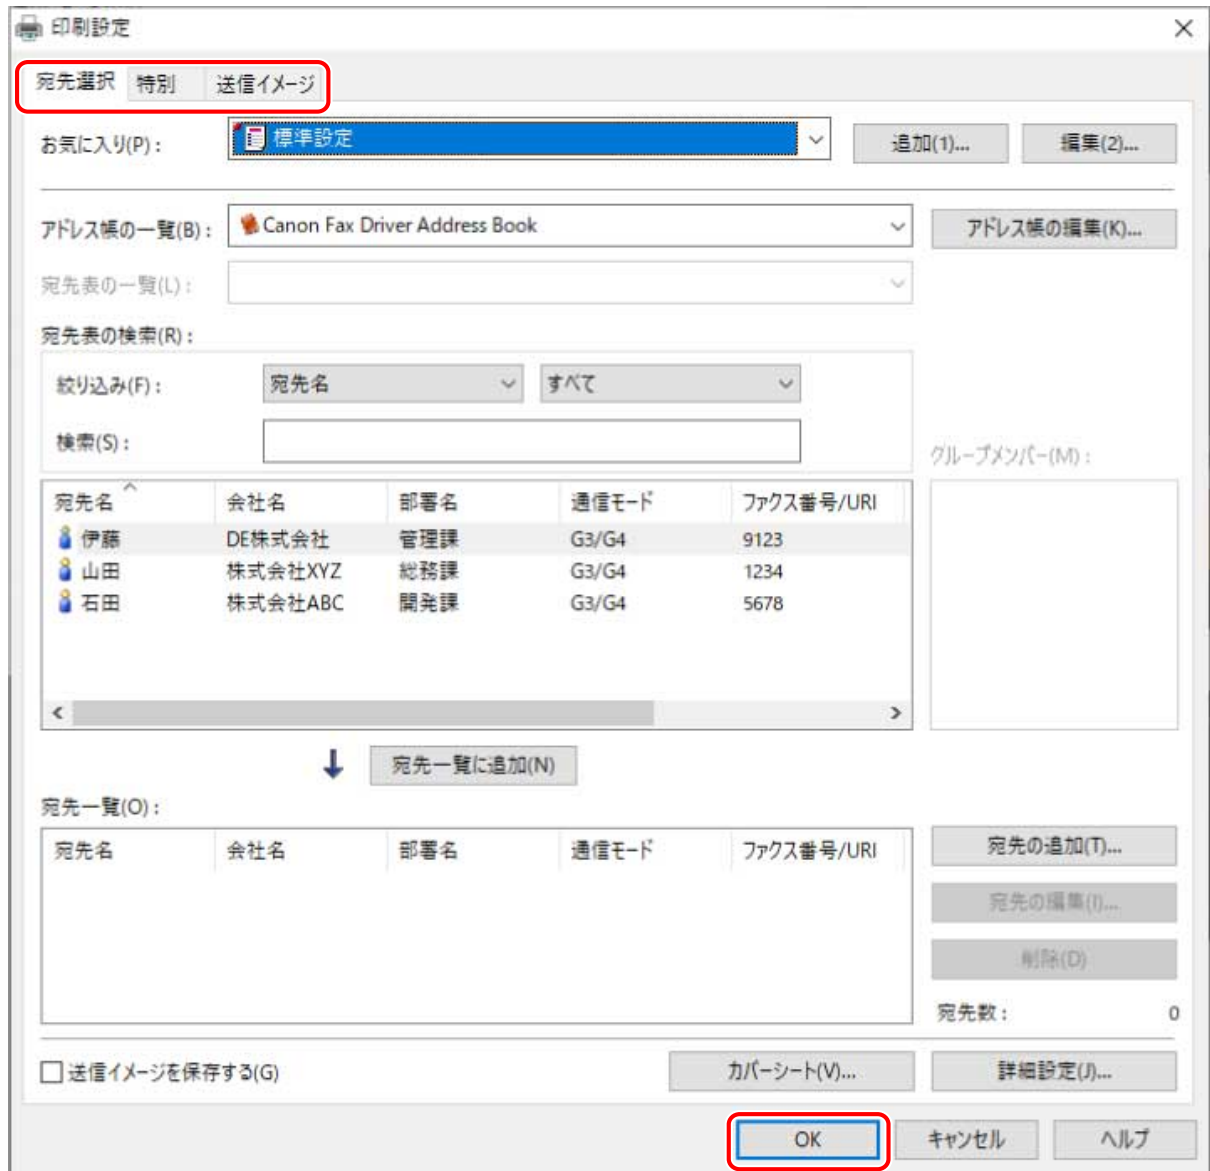 印刷設定
宛先選択 特別 送信イメージ
お気に入り(P): 標準設定 追加(1)... 編集(2)...
アドレス帳の一覧(B): Canon Fax Driver Address Book アドレス帳の編集(K)...
宛先表の一覧(L):
宛先表の検索(R):
絞り込み(F): 宛先名 すべて
検索(S):
グループメンバー(M):
宛先名 会社名 部署名 通信モード ファクス番号/URI
伊藤 DE株式会社 管理課 G3/G4 9123
山田 株式会社XYZ 総務課 G3/G4 1234
石田 株式会社ABC 開発課 G3/G4 5678
宛先一覧に追加(N)
宛先一覧(O):
宛先名 会社名 部署名 通信モード ファクス番号/URI
宛先の追加(T)...
宛先の編集(I)...
削除(D)
宛先数: 0
送信イメージを保存する(G) カバーシート(V)... 詳細設定(J)...
OK キャンセル ヘルプ